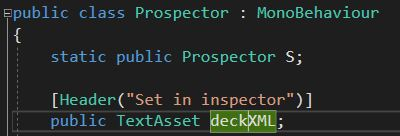 public class Prospector : MonoBehaviour
{
static public Prospector S;
[Header("Set in inspector")]
public TextAsset deckXML;